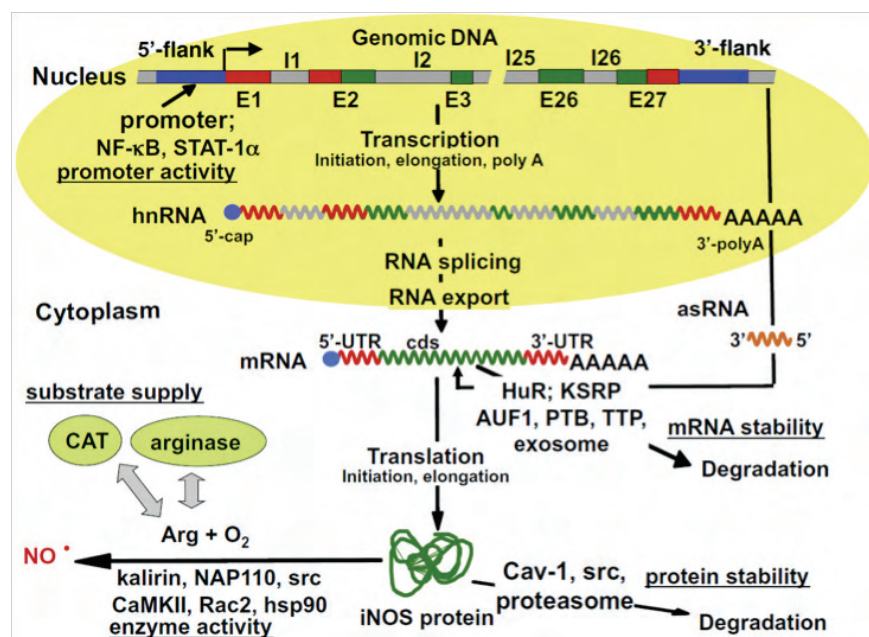 Genomic DNA
5’-flank
3’-flank
I1
I2
I25
I26
Nucleus
E1
E2
E3
E26
E27
promoter;
NF-κB, STAT-1α
promoter activity
Transcription
Initiation, elongation, poly A
hnRNA
AAAAA
5’-cap
3’-polyA
RNA splicing
RNA export
Cytoplasm
asRNA
3’
5’
5’-UTR
cds
3’-UTR
mRNA
AAAAA
substrate supply
HuR; KSRP
AUF1, PTB, TTP,
exosome
mRNA stability
Degradation
CAT
arginase
Translation
Initiation, elongation
Arg + O2
NO •
kalirin, NAP110, src
CaMKII, Rac2, hsp90
enzyme activity
iNOS protein
Cav-1, src,
proteasome
protein stability
Degradation